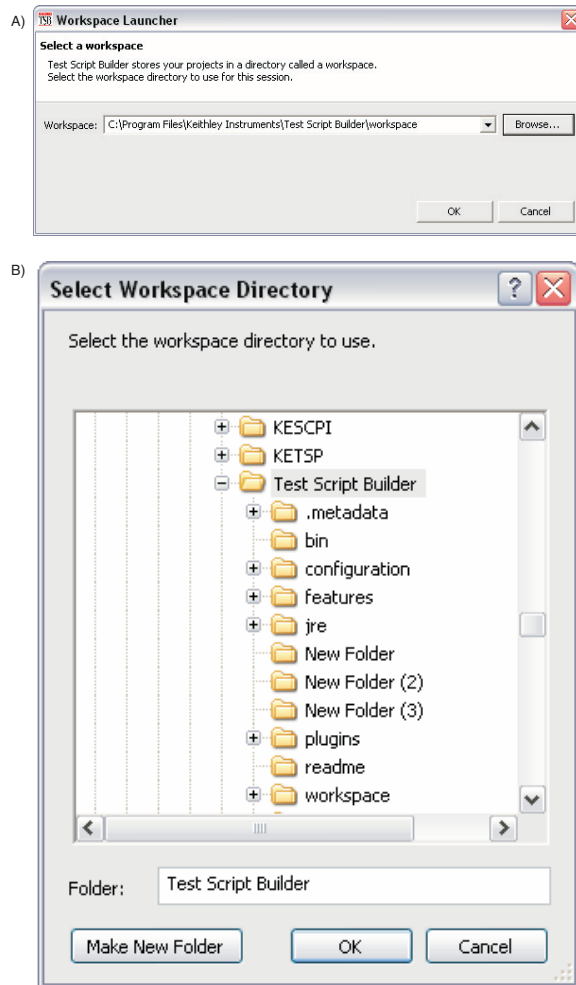 A)
TSB Workspace Launcher
Select a workspace
Test Script Builder stores your projects in a directory called a workspace.
Select the workspace directory to use for this session.
Workspace: C:\Program Files\Keithley Instruments\Test Script Builder\workspace Browse...
OK Cancel
B)
Select Workspace Directory ?
Select the workspace directory to use.
KESCPI
KETSP
Test Script Builder
.metadata
bin
configuration
features
jre
New Folder
New Folder (2)
New Folder (3)
plugins
readme
workspace
Folder: Test Script Builder
Make New Folder OK Cancel